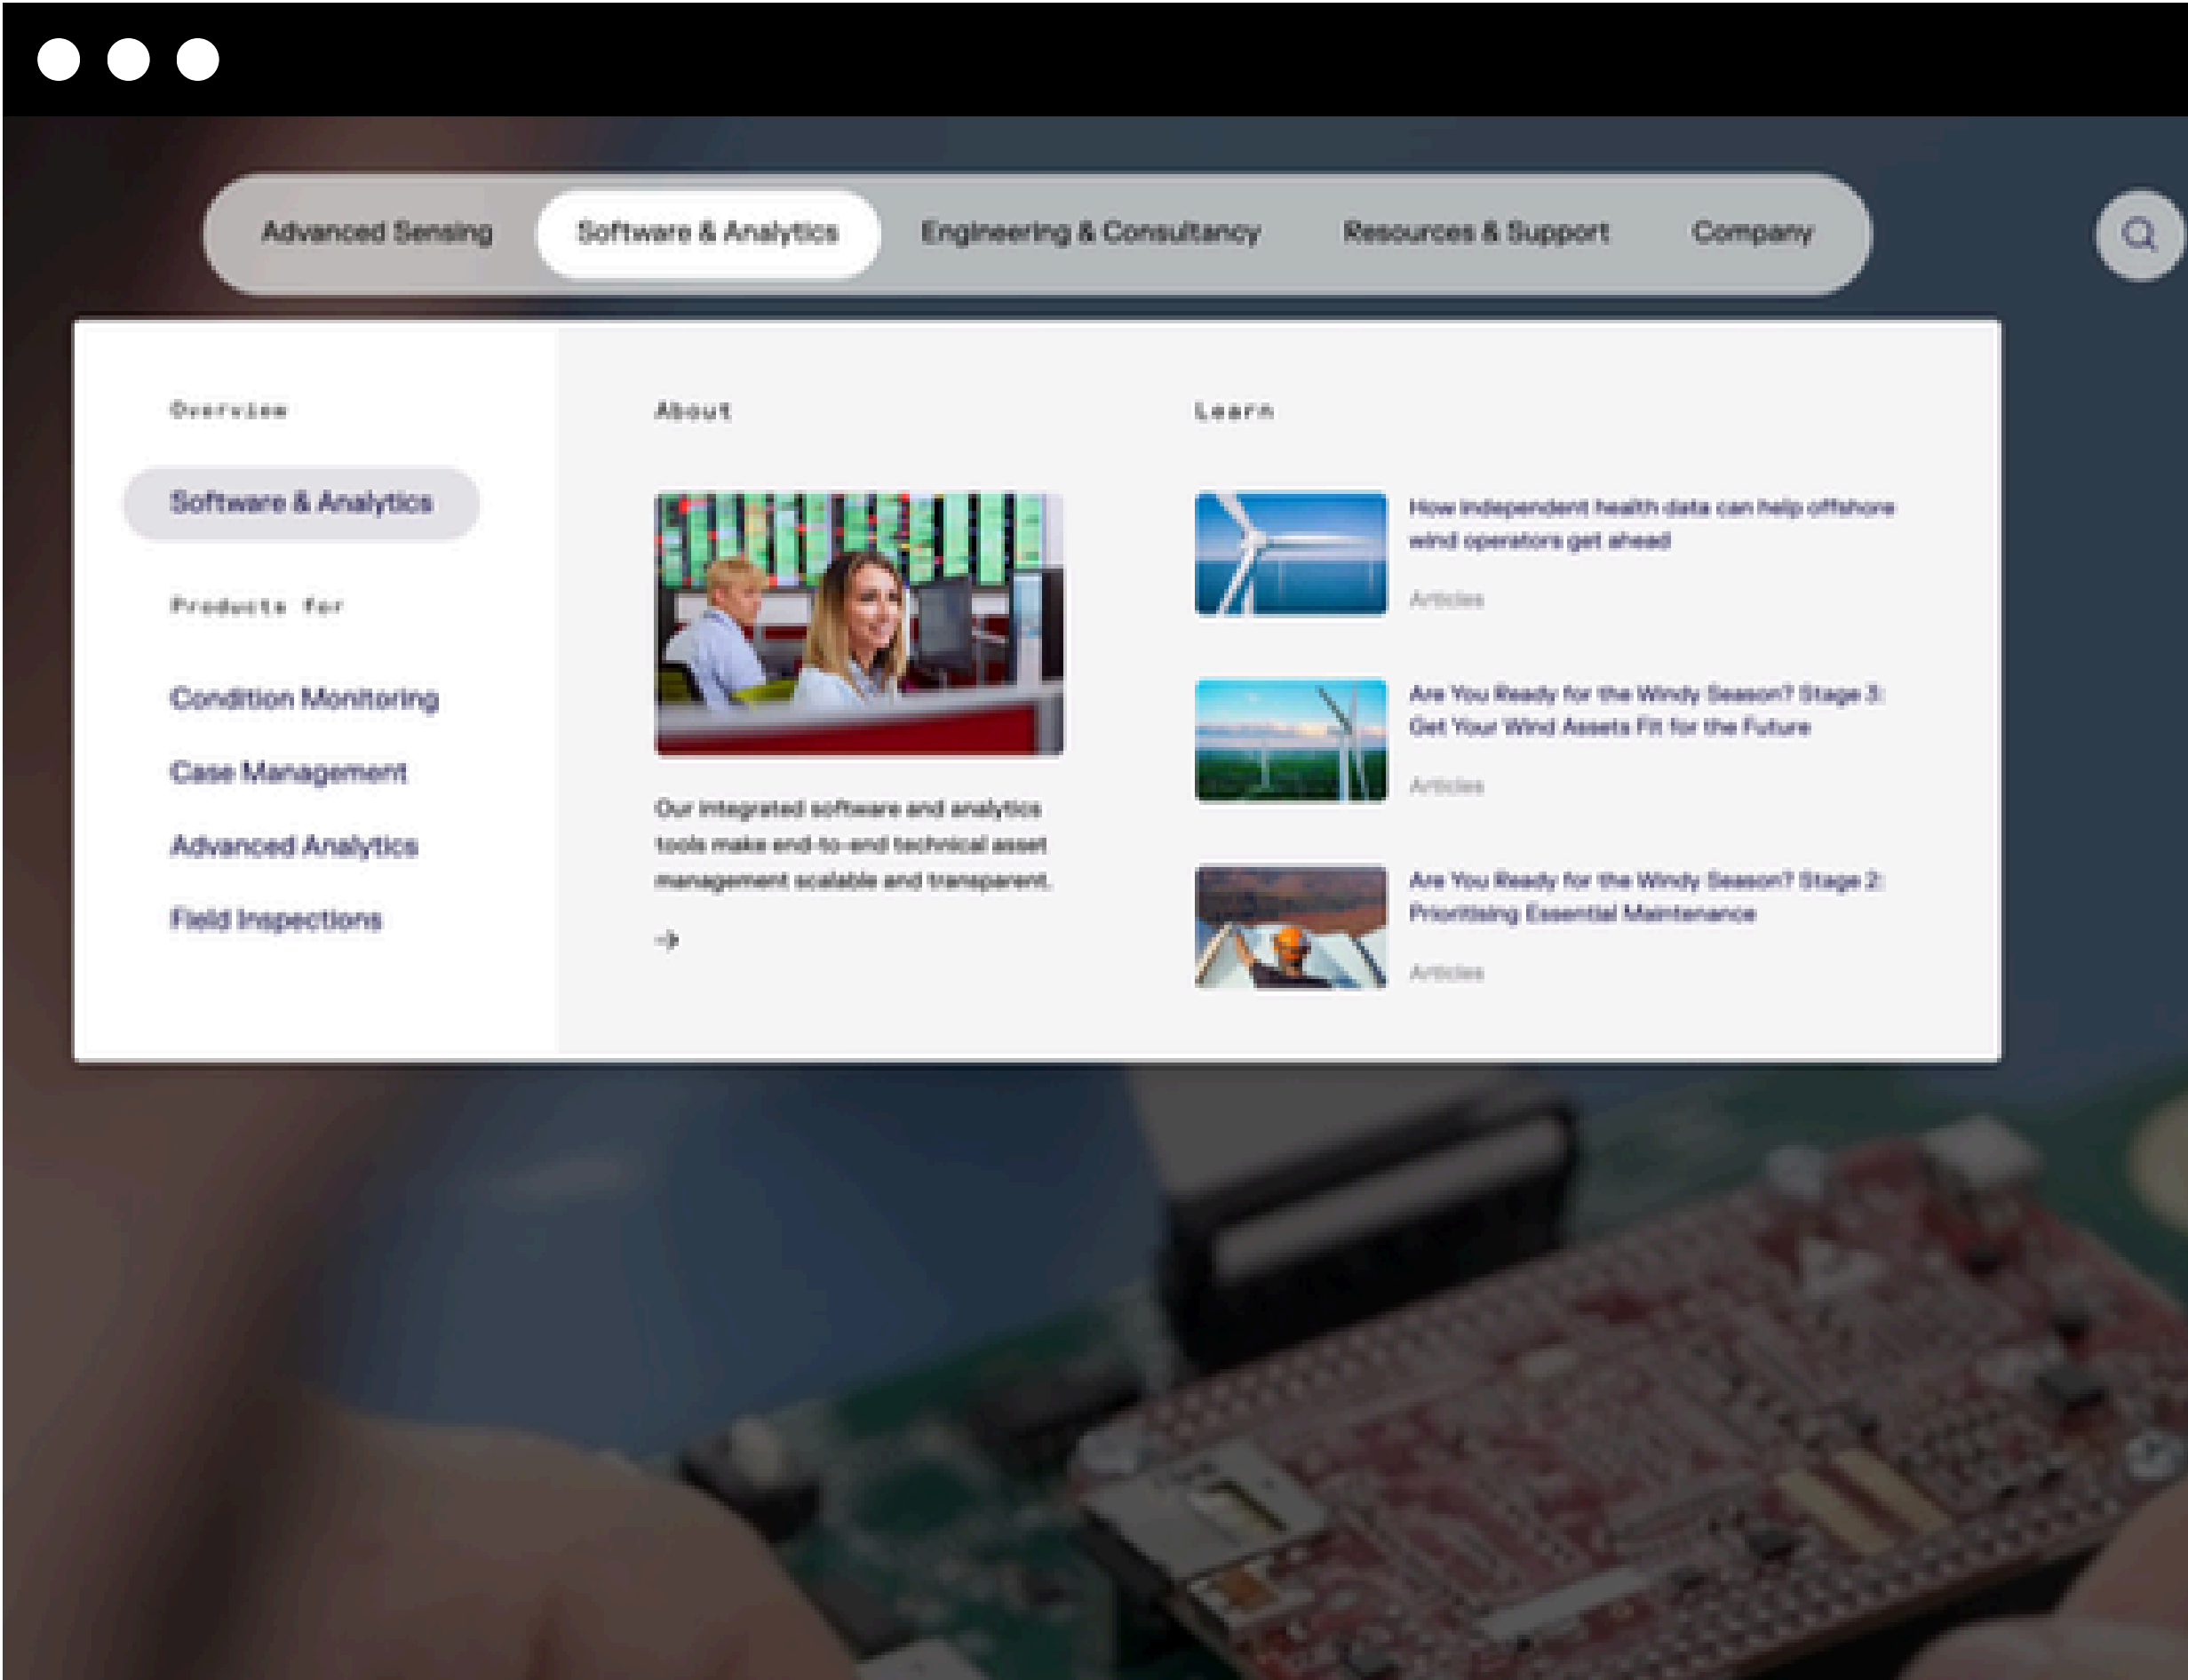 Advanced Sensing
Software & Analytics
Engineering & Consultancy
Resources & Support
Company
Overview
Software & Analytics
Products for
Condition Monitoring
Case Management
Advanced Analytics
Field Inspections
About
Our integrated software and analytics
tools make end-to-end technical asset
management scalable and transparent.
Learn
How independent health data can help offshore
wind operators get ahead
Articles
Are You Ready for the Windy Season? Stage 3:
Get Your Wind Assets Fit for the Future
Articles
Are You Ready for the Windy Season? Stage 2:
Prioritising Essential Maintenance
Articles